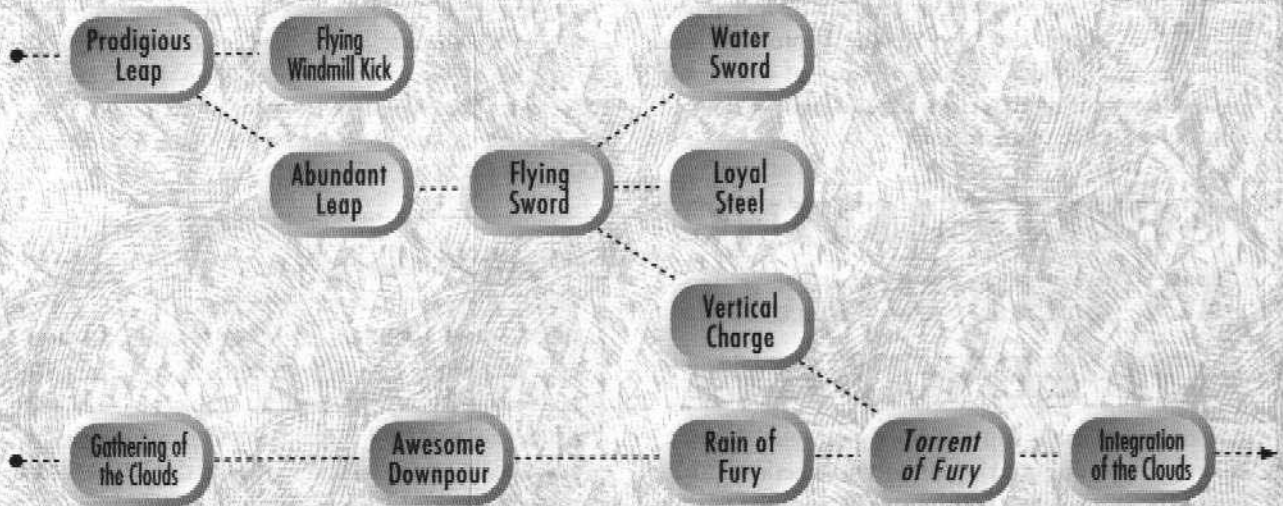 Prodigious
Leap
Flying
Windmill Kick
Water
Sword
Abundant
Leap
Flying
Sword
Loyal
Steel
Vertical
Charge
Gathering of
the Clouds
Awesome
Downpour
Rain of
Fury
Torrent
of Fury
Integration
of the Clouds